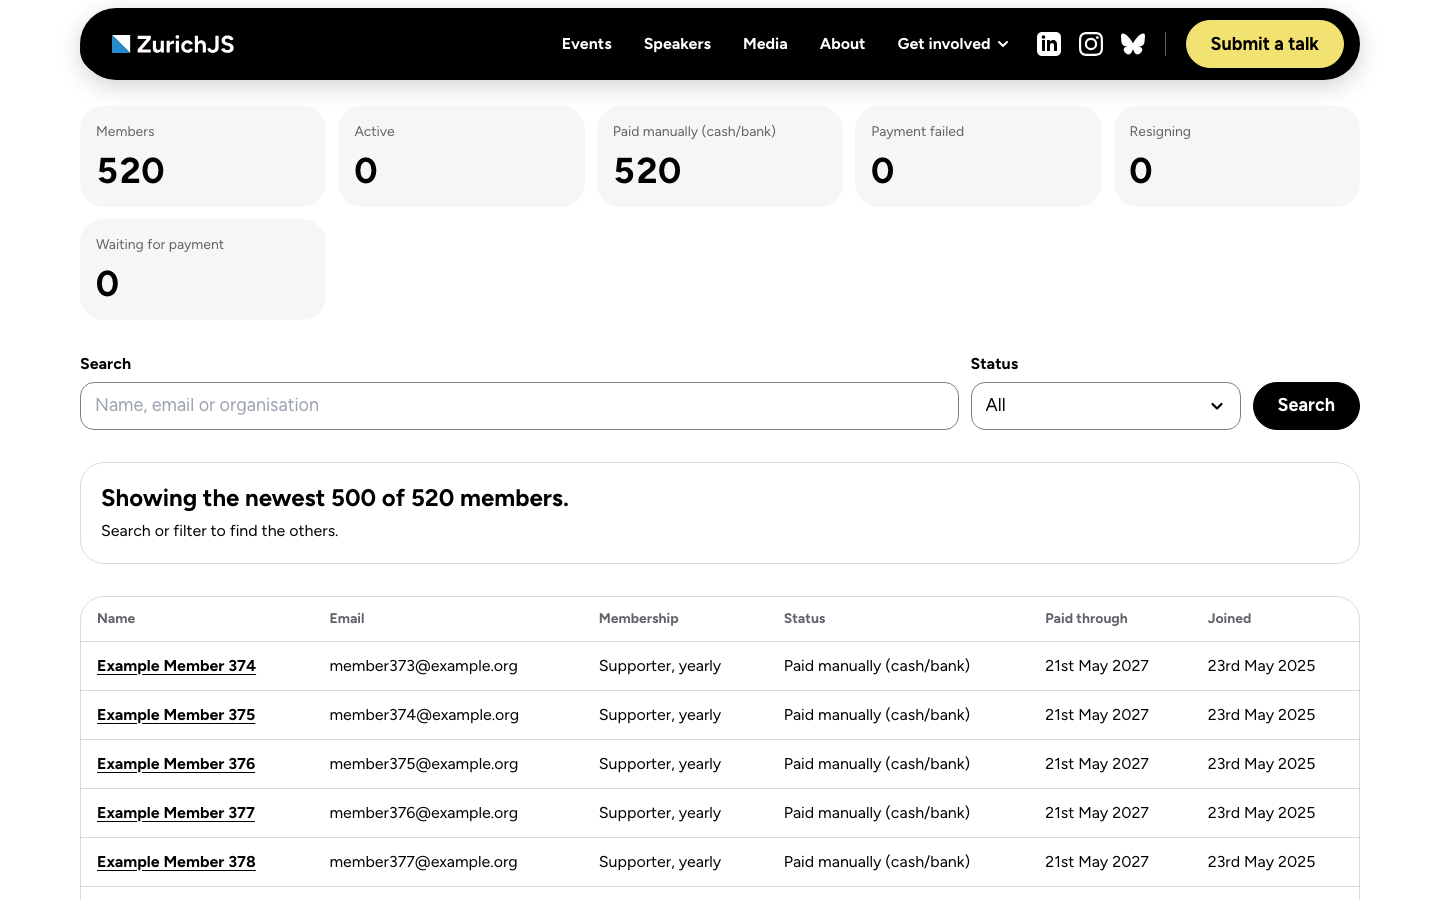 ZurichJS
Events
Speakers
Media
About
Get involved
Submit a talk
Members
520
Active
0
Paid manually (cash/bank)
520
Payment failed
0
Resigning
0
Waiting for payment
0
Search
Name, email or organisation
Status
All
Search
Showing the newest 500 of 520 members.
Search or filter to find the others.
Name Email Membership Status Paid through Joined
Example Member 374 member373@example.org Supporter, yearly Paid manually (cash/bank) 21st May 2027 23rd May 2025
Example Member 375 member374@example.org Supporter, yearly Paid manually (cash/bank) 21st May 2027 23rd May 2025
Example Member 376 member375@example.org Supporter, yearly Paid manually (cash/bank) 21st May 2027 23rd May 2025
Example Member 377 member376@example.org Supporter, yearly Paid manually (cash/bank) 21st May 2027 23rd May 2025
Example Member 378 member377@example.org Supporter, yearly Paid manually (cash/bank) 21st May 2027 23rd May 2025